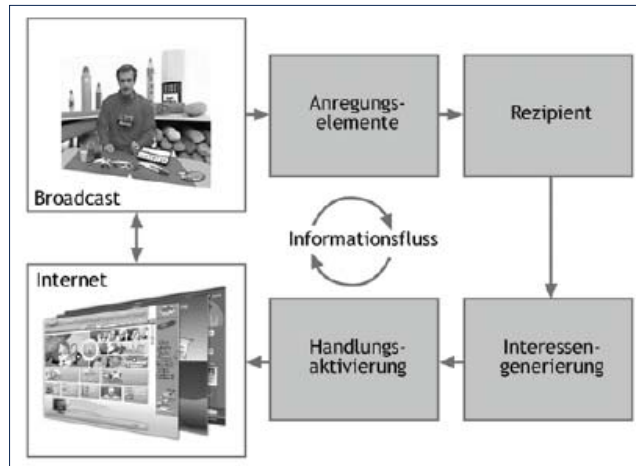 Broadcast
Anregungs-
elemente
Rezipient
Informationsfluss
Internet
Handlungs-
aktivierung
Interessen-
generierung